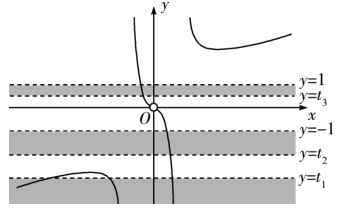 y
y=1
y=t₃
O
x
y=−1
y=t₂
y=t₁